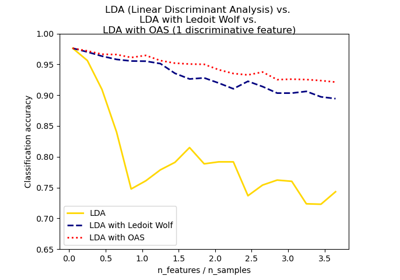 LDA (Linear Discriminant Analysis) vs.
LDA with Ledoit Wolf vs.
LDA with OAS (1 discriminative feature)
1.00
0.95
0.90
0.85
0.80
0.75
0.70
0.65
Classification accuracy
LDA
LDA with Ledoit Wolf
LDA with OAS
0.0 0.5 1.0 1.5 2.0 2.5 3.0 3.5
n_features / n_samples